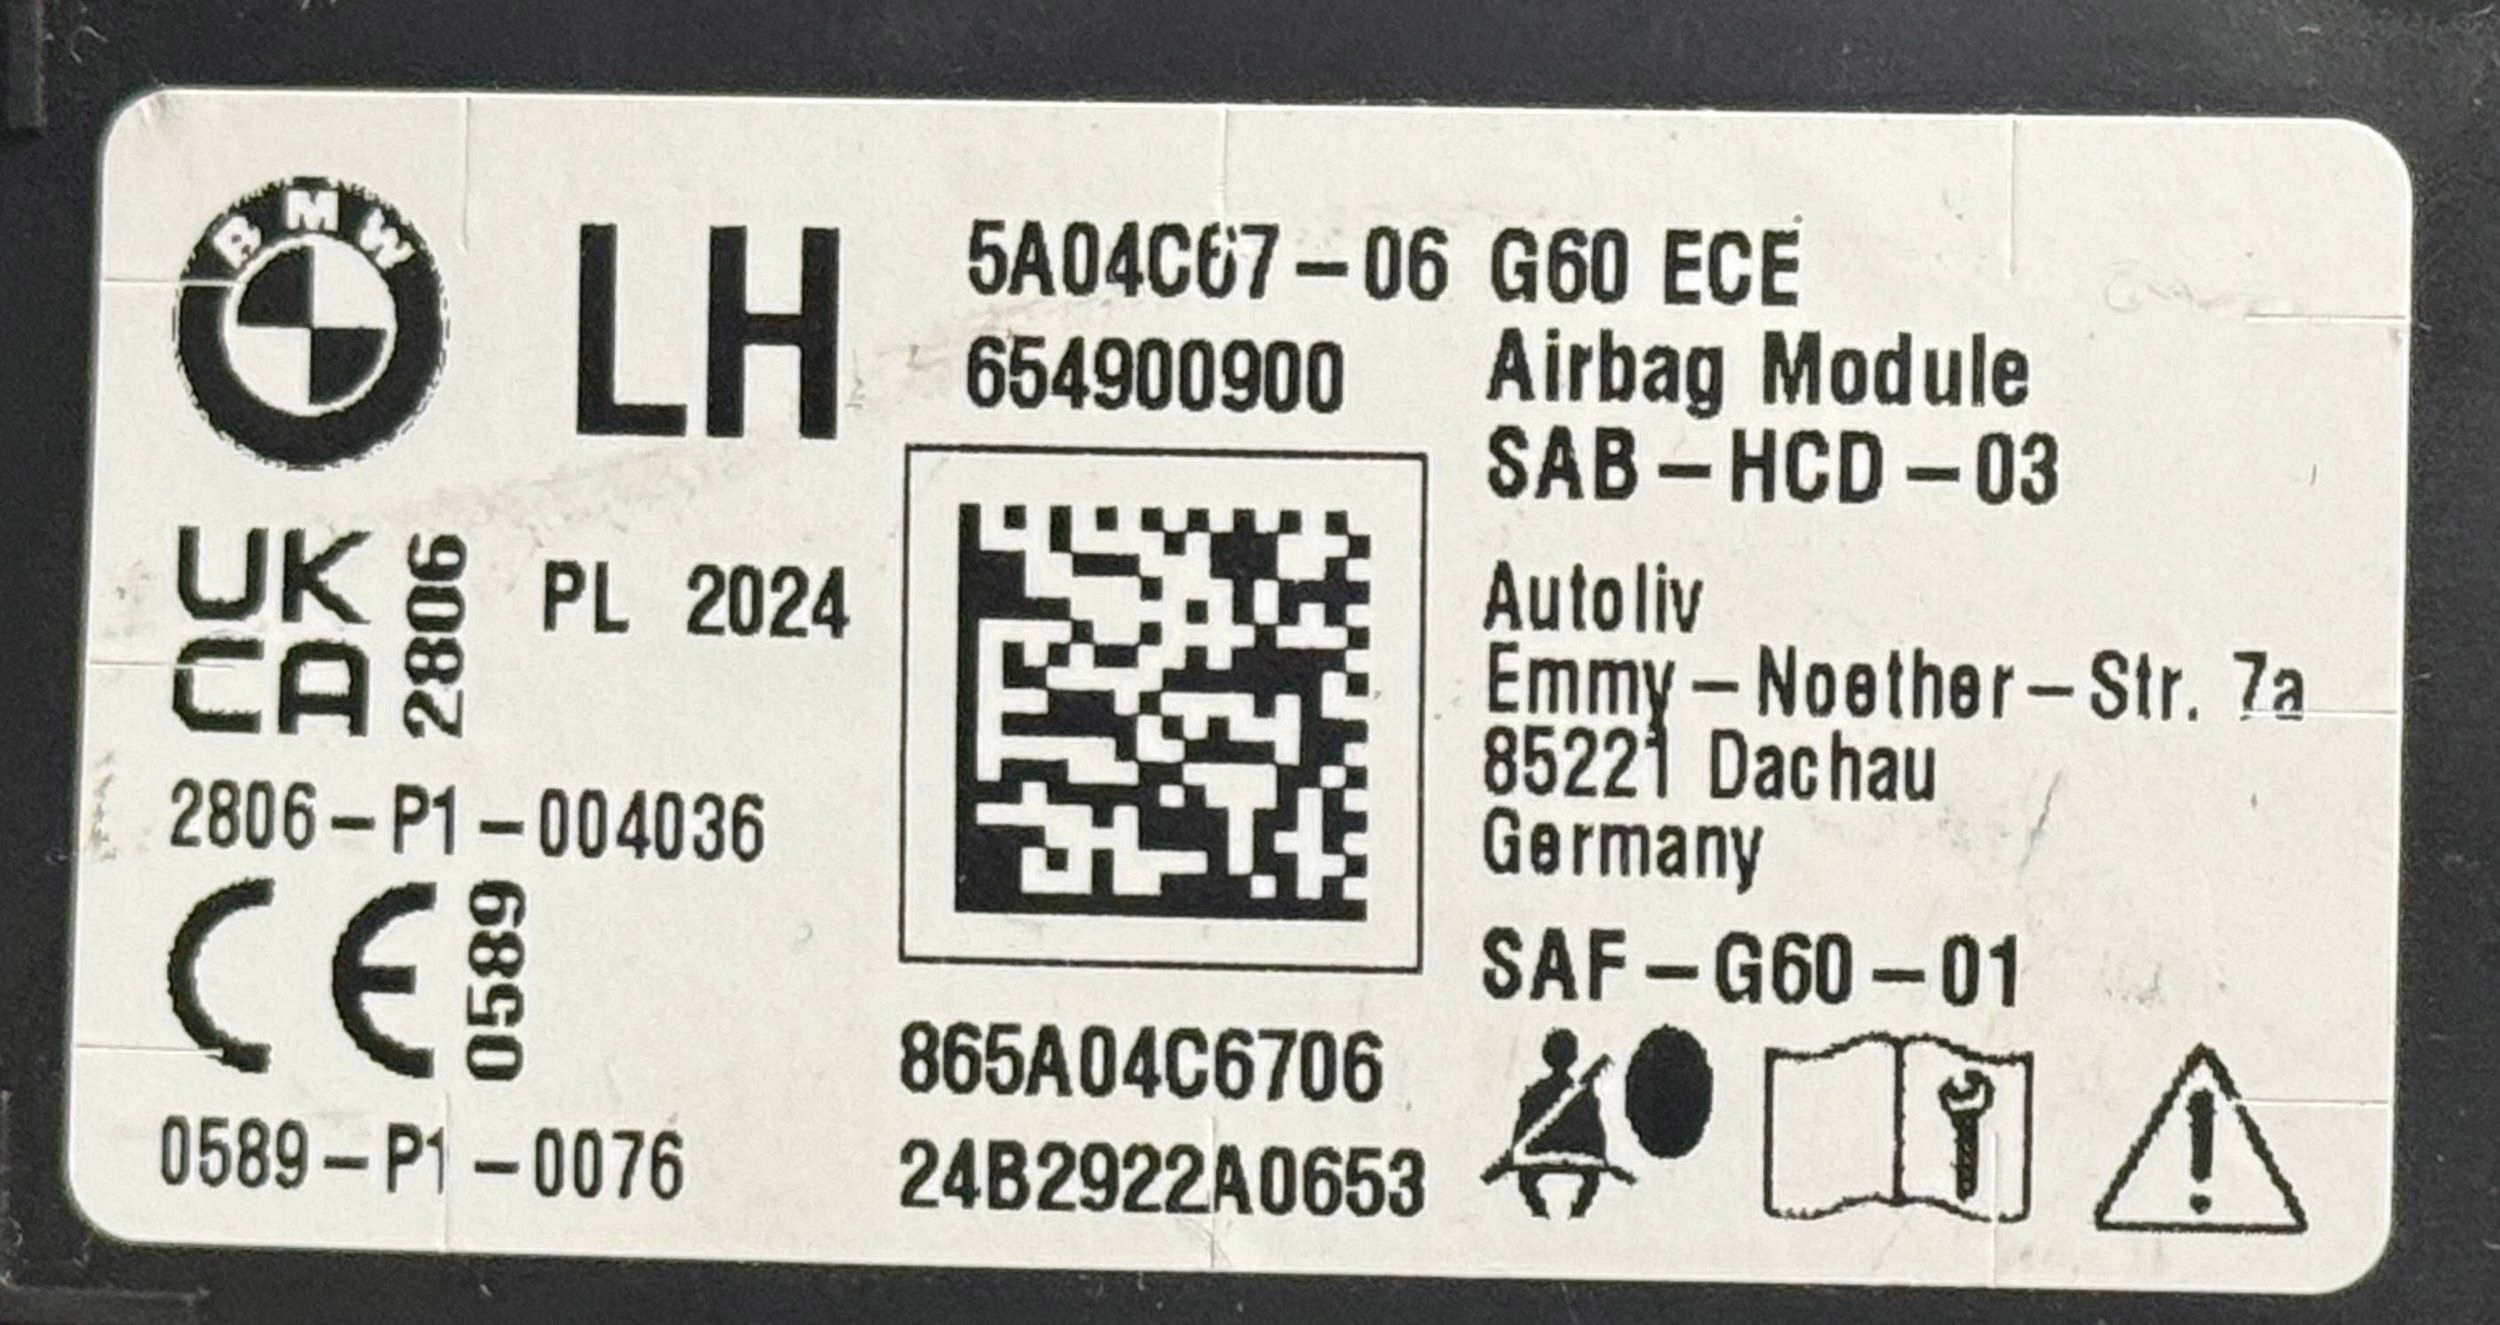 BMW
LH
5A04C67-06 G60 ECE
654900900
Airbag Module
SAB-HCD-03
UK
CA
2806
PL 2024
Autoliv
Emmy-Noether-Str. 7a
85221 Dachau
Germany
2806-P1-004036
CE
0589
SAF-G60-01
0589-P1-0076
865A04C6706
24B2922A0653